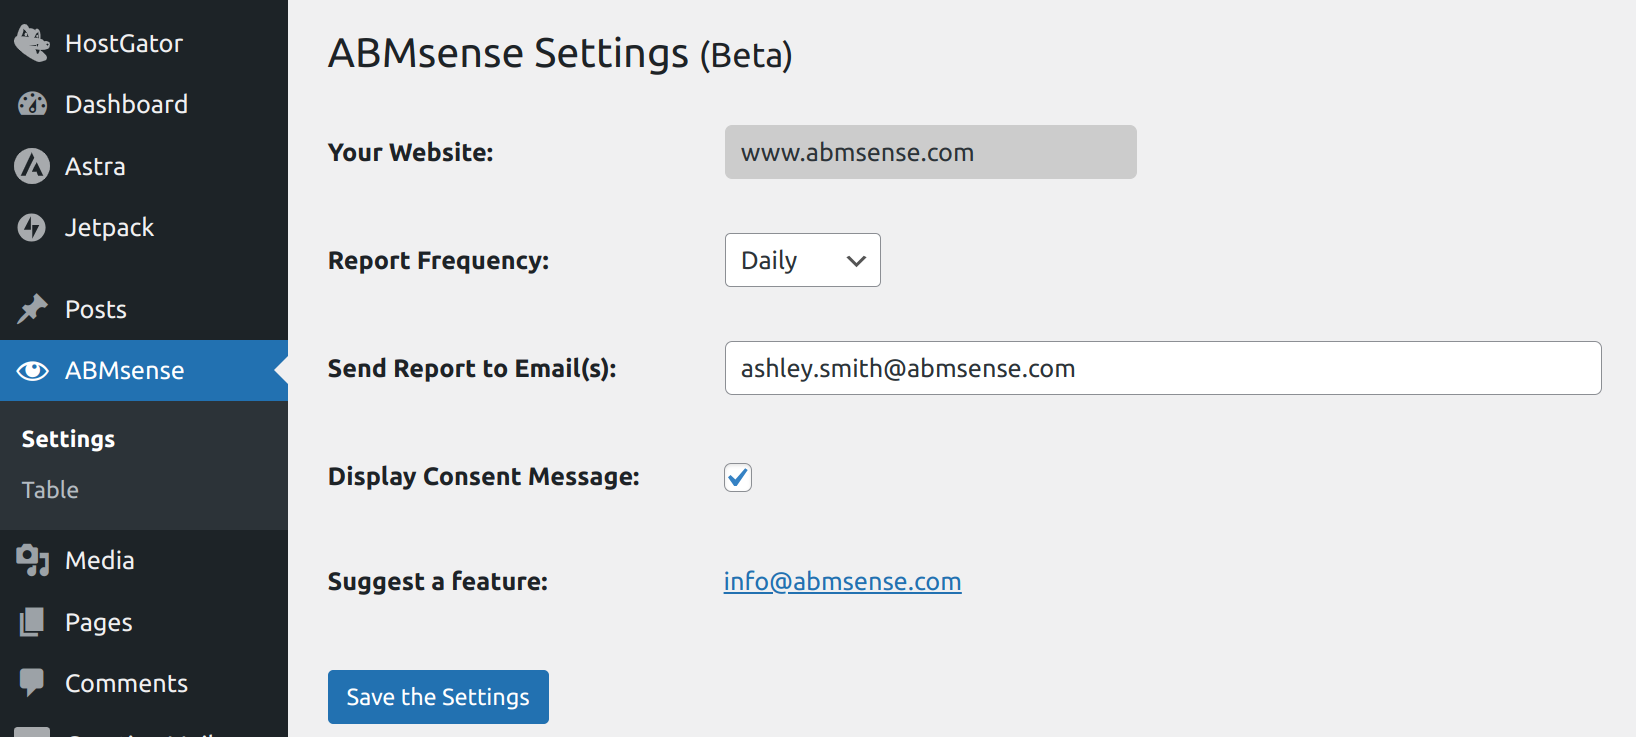 HostGator
Dashboard
Astra
Jetpack
Posts
ABMsense
Settings
Table
Media
Pages
Comments
ABMsense Settings (Beta)
Your Website: www.abmsense.com
Report Frequency: Daily
Send Report to Email(s): ashley.smith@abmsense.com
Display Consent Message:
Suggest a feature: info@abmsense.com
Save the Settings